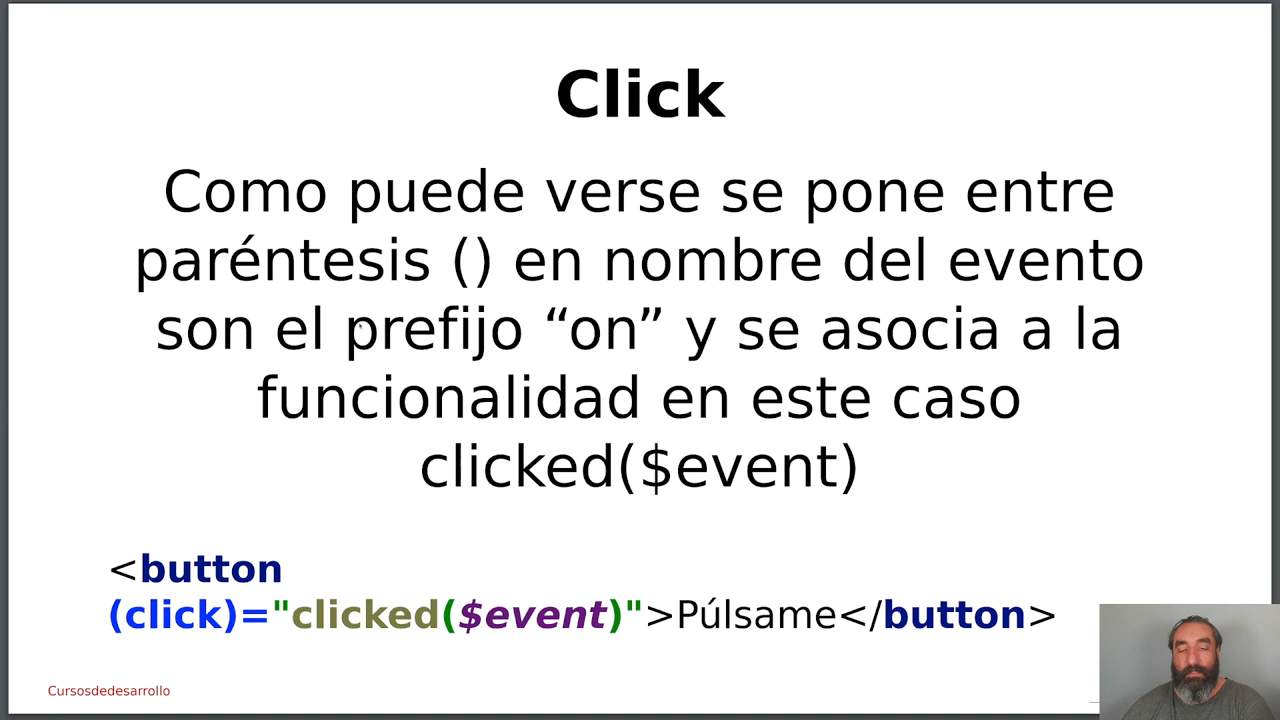 Click
Como puede verse se pone entre
paréntesis () en nombre del evento
son el prefijo “on” y se asocia a la
funcionalidad en este caso
clicked($event)
<button
(click)="clicked($event)">Púlsame</button>
Cursosdedesarrollo